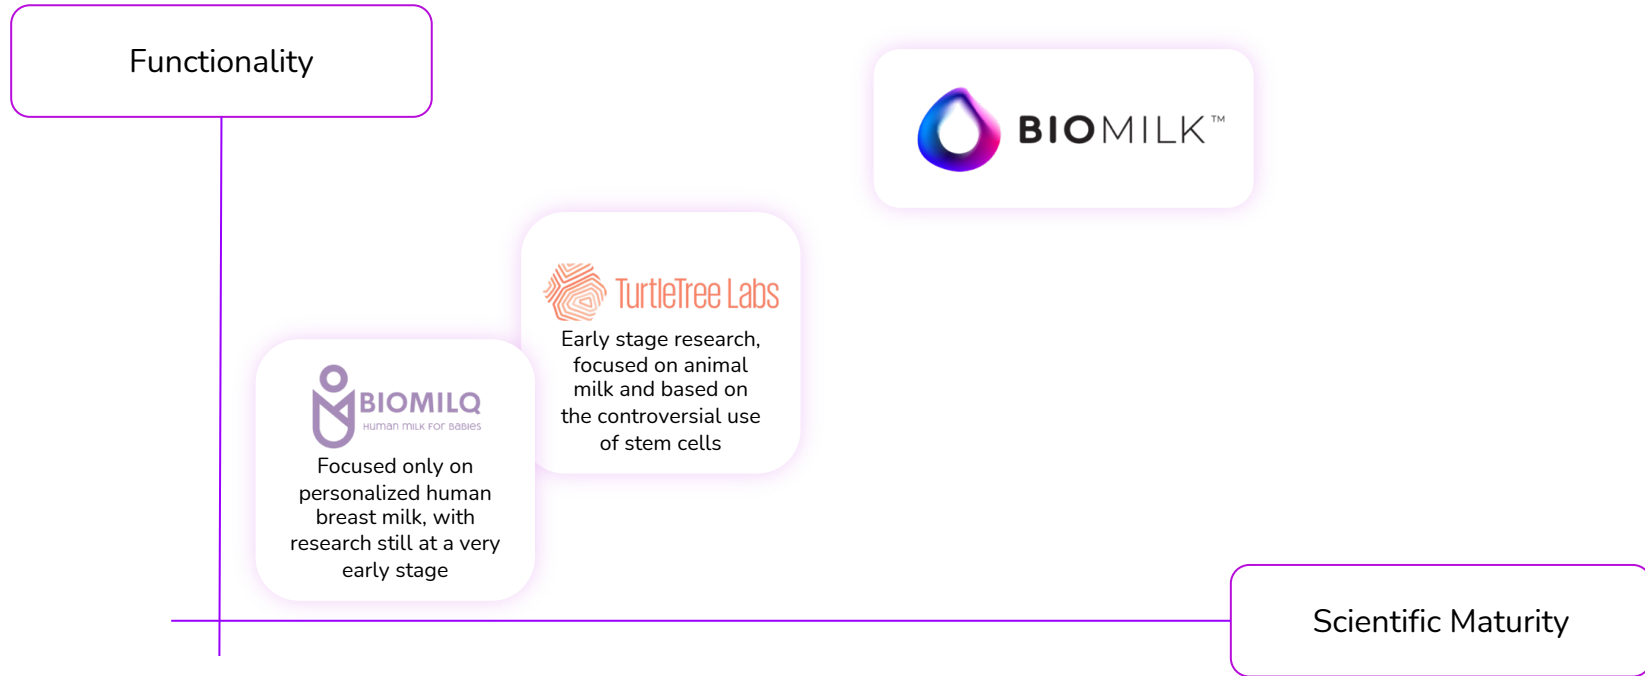 Functionality
BIOMILK™
TurtleTree Labs
Early stage research,
focused on animal
milk and based on
the controversial use
of stem cells
BIOMILQ
HUMAN MILK FOR BABIES
Focused only on
personalized human
breast milk, with
research still at a very
early stage
Scientific Maturity